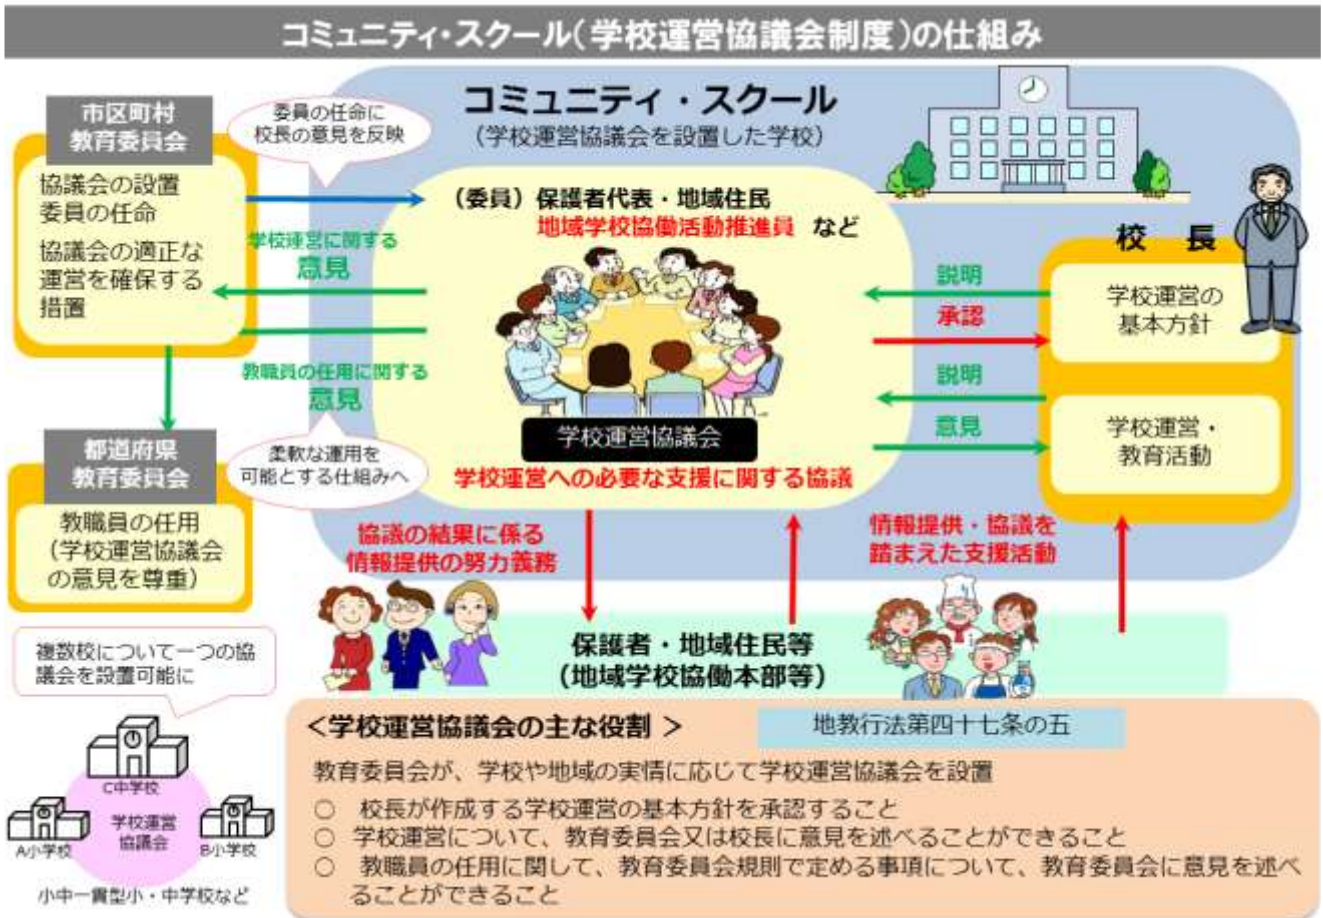 コミュニティ・スクール(学校運営協議会制度)の仕組み
市区町村
教育委員会
協議会の設置
委員の任命
協議会の適正な
運営を確保する
措置
委員の任命に
校長の意見を反映
学校運営に関する
意見
教職員の任用に関する
意見
都道府県
教育委員会
教職員の任用
(学校運営協議会
の意見を尊重)
柔軟な運用を
可能とする仕組みへ
コミュニティ・スクール
(学校運営協議会を設置した学校)
(委員)保護者代表・地域住民
地域学校協働活動推進員 など
学校運営協議会
学校運営への必要な支援に関する協議
校 長
説明
承認
学校運営の
基本方針
説明
意見
学校運営・
教育活動
協議の結果に係る
情報提供の努力義務
情報提供・協議を
踏まえた支援活動
保護者・地域住民等
(地域学校協働本部等)
複数校について一つの協
議会を設置可能に
C中学校
A小学校
学校運営
協議会
B小学校
小中一貫型小・中学校など
<学校運営協議会の主な役割 >
地教行法第四十七条の五
教育委員会が、学校や地域の実情に応じて学校運営協議会を設置
○ 校長が作成する学校運営の基本方針を承認すること
○ 学校運営について、教育委員会又は校長に意見を述べることができること
○ 教職員の任用に関して、教育委員会規則で定める事項について、教育委員会に意見を述べ
ることができること